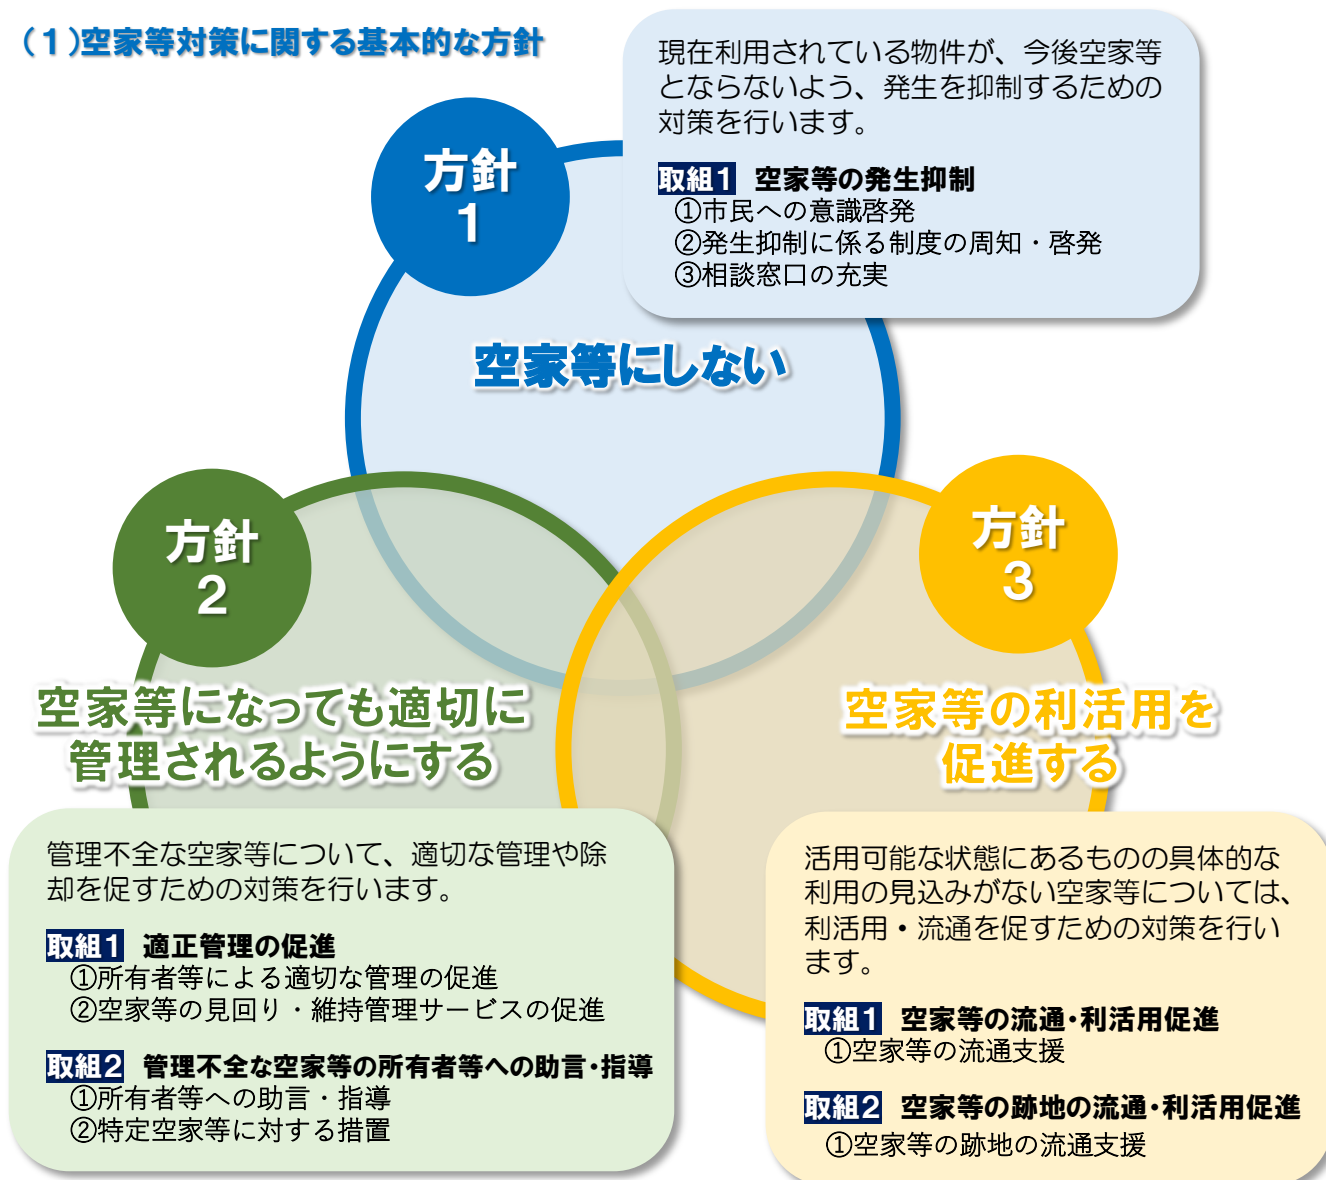 (1)空家等対策に関する基本的な方針
現在利用されている物件が、今後空家等
とならないよう、発生を抑制するための
対策を行います。
取組1 空家等の発生抑制
①市民への意識啓発
②発生抑制に係る制度の周知・啓発
③相談窓口の充実
方針
1
空家等にしない
方針
2
空家等になっても適切に
管理されるようにする
管理不全な空家等について、適切な管理や除
却を促すための対策を行います。
取組1 適正管理の促進
①所有者等による適切な管理の促進
②空家等の見回り・維持管理サービスの促進
取組2 管理不全な空家等の所有者等への助言・指導
①所有者等への助言・指導
②特定空家等に対する措置
方針
3
空家等の利活用を
促進する
活用可能な状態にあるものの具体的な
利用の見込みがない空家等については、
利活用・流通を促すための対策を行い
ます。
取組1 空家等の流通・利活用促進
①空家等の流通支援
取組2 空家等の跡地の流通・利活用促進
①空家等の跡地の流通支援